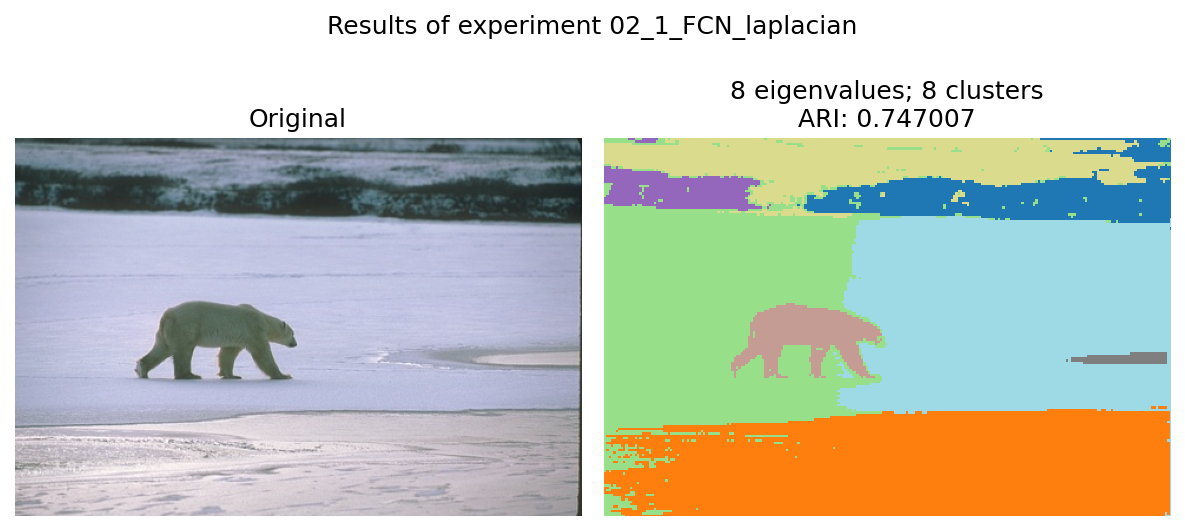 Results of experiment 02_1_FCN_laplacian
Original
8 eigenvalues; 8 clusters
ARI: 0.747007